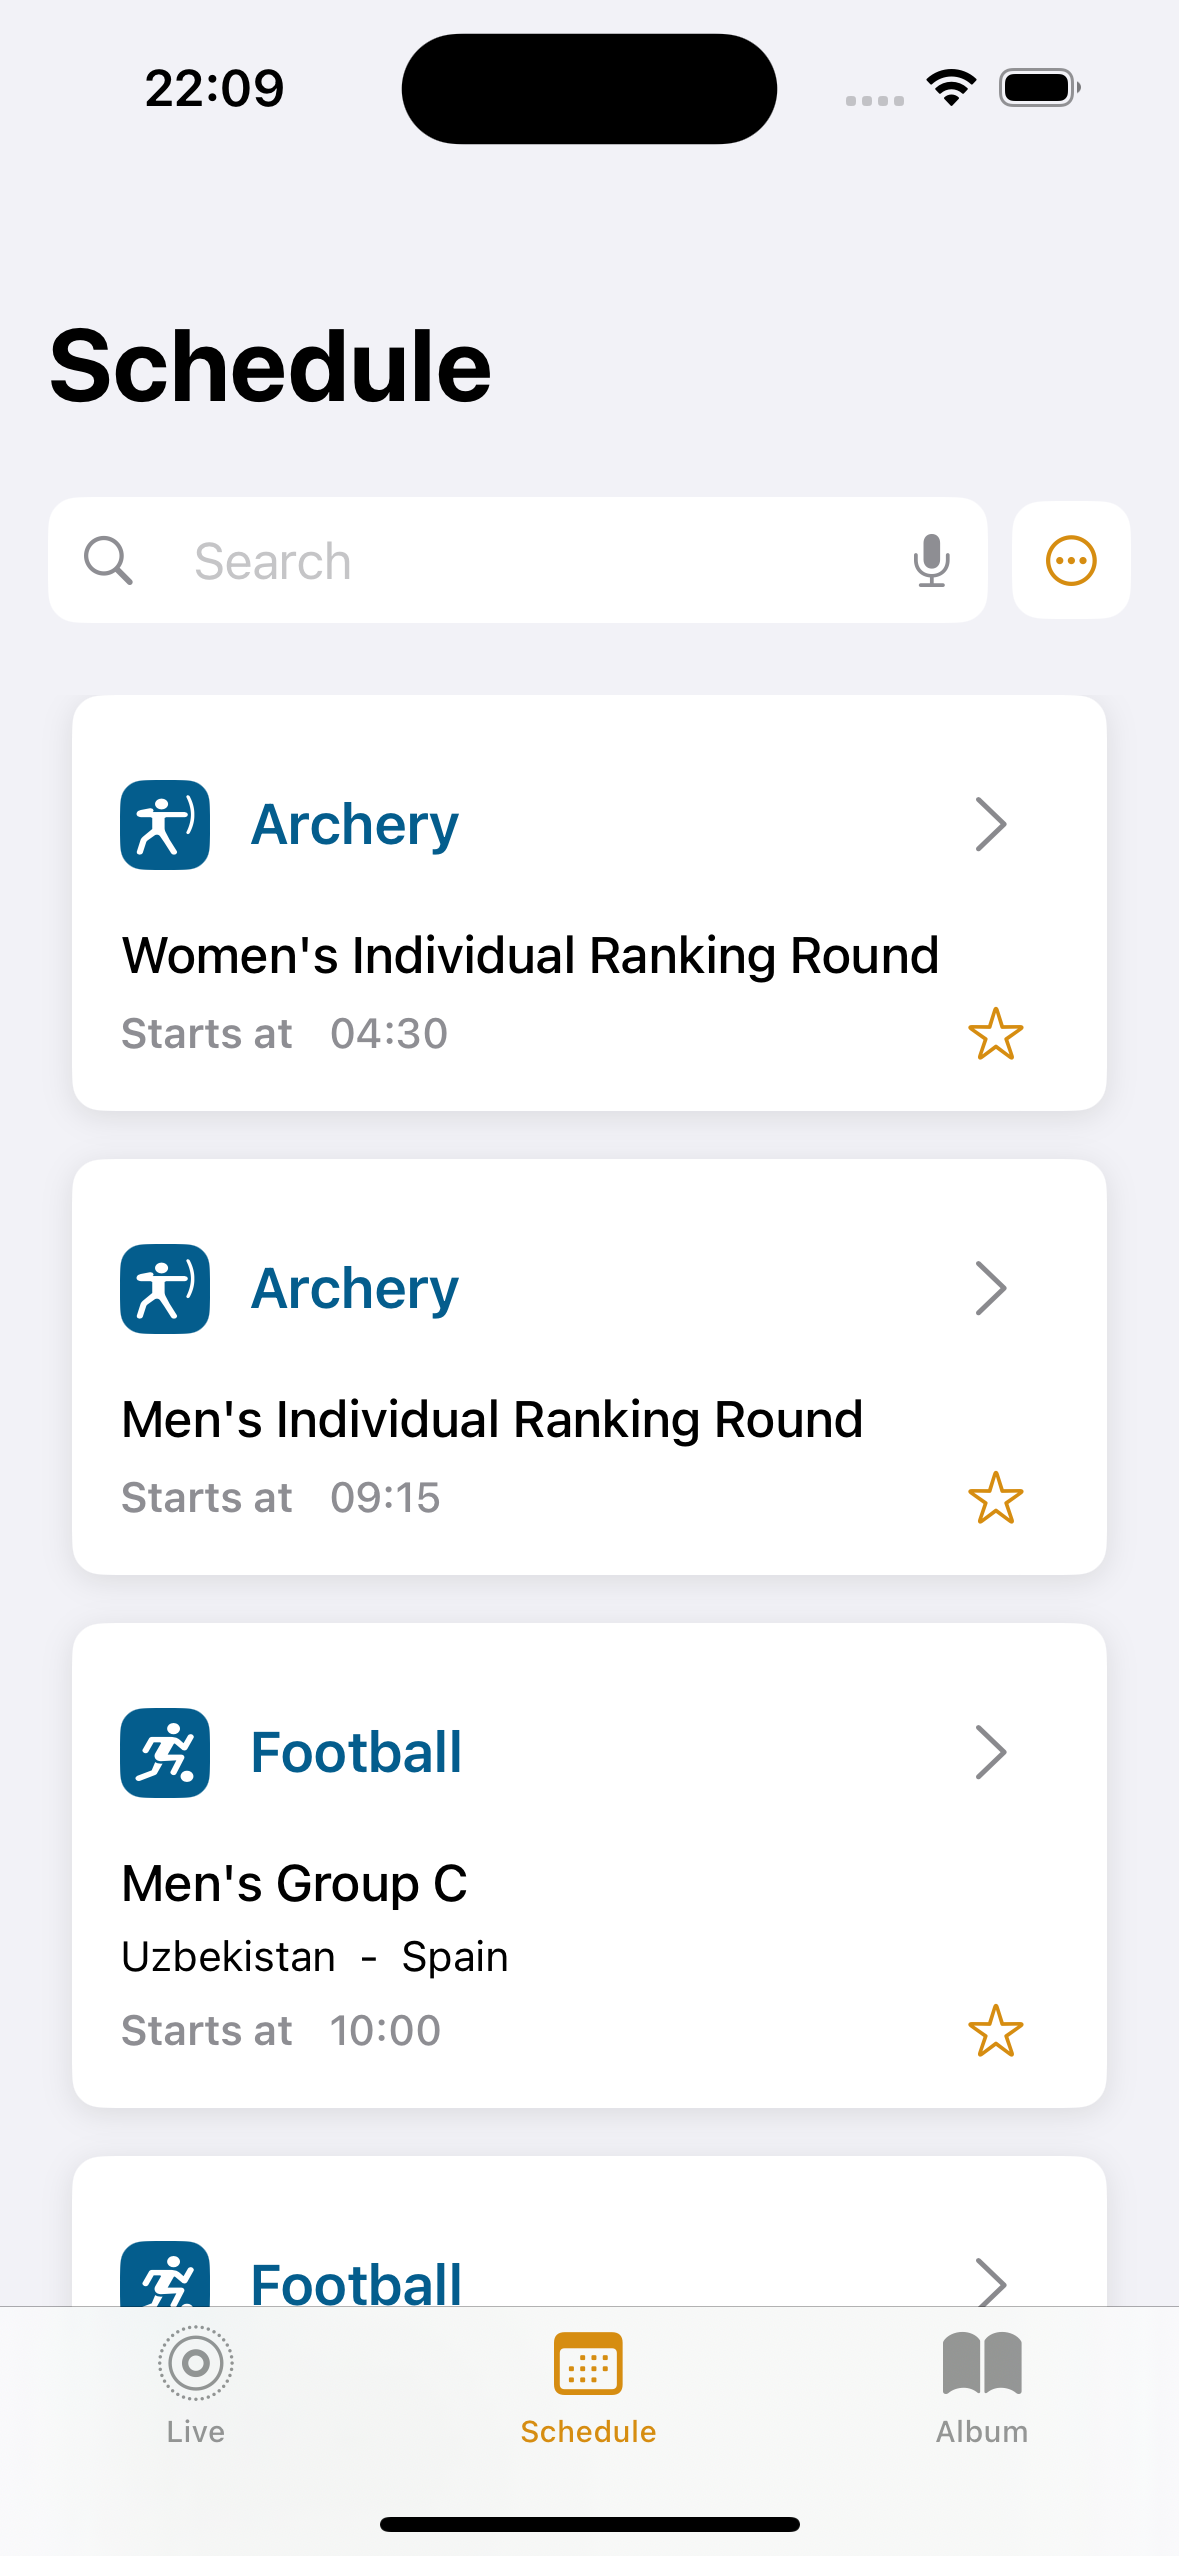 22:09
Schedule
Search
Archery
Women's Individual Ranking Round
Starts at 04:30
Archery
Men's Individual Ranking Round
Starts at 09:15
Football
Men's Group C
Uzbekistan - Spain
Starts at 10:00
Football
Live Schedule Album